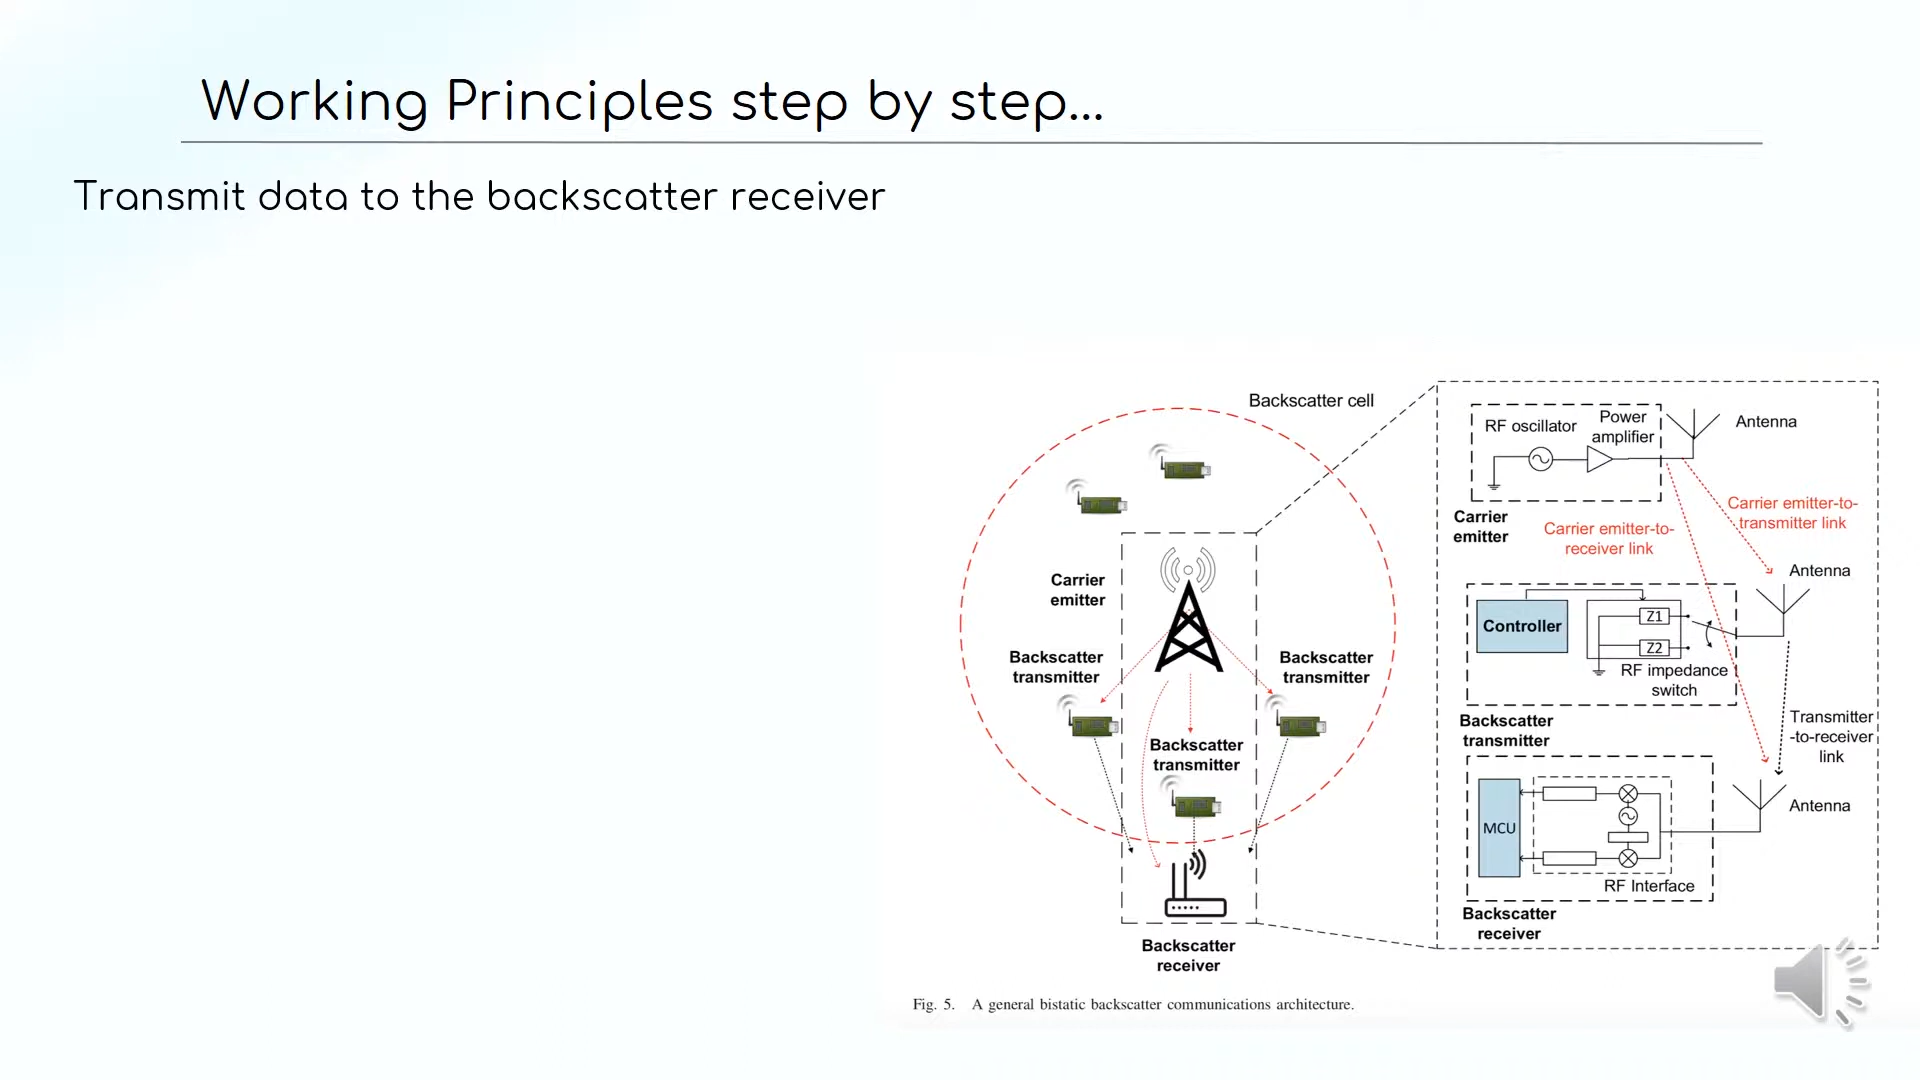 Working Principles step by step...
Transmit data to the backscatter receiver
Backscatter cell
Carrier
emitter
Backscatter
transmitter
Backscatter
transmitter
Backscatter
transmitter
Backscatter
receiver
RF oscillator
Power
amplifier
Antenna
Carrier
emitter
Carrier emitter-to-
receiver link
Carrier emitter-to-
transmitter link
Antenna
Controller
Z1
Z2
RF impedance
switch
Backscatter
transmitter
Transmitter
-to-receiver
link
MCU
Antenna
RF Interface
Backscatter
receiver
Fig. 5. A general bistatic backscatter communications architecture.